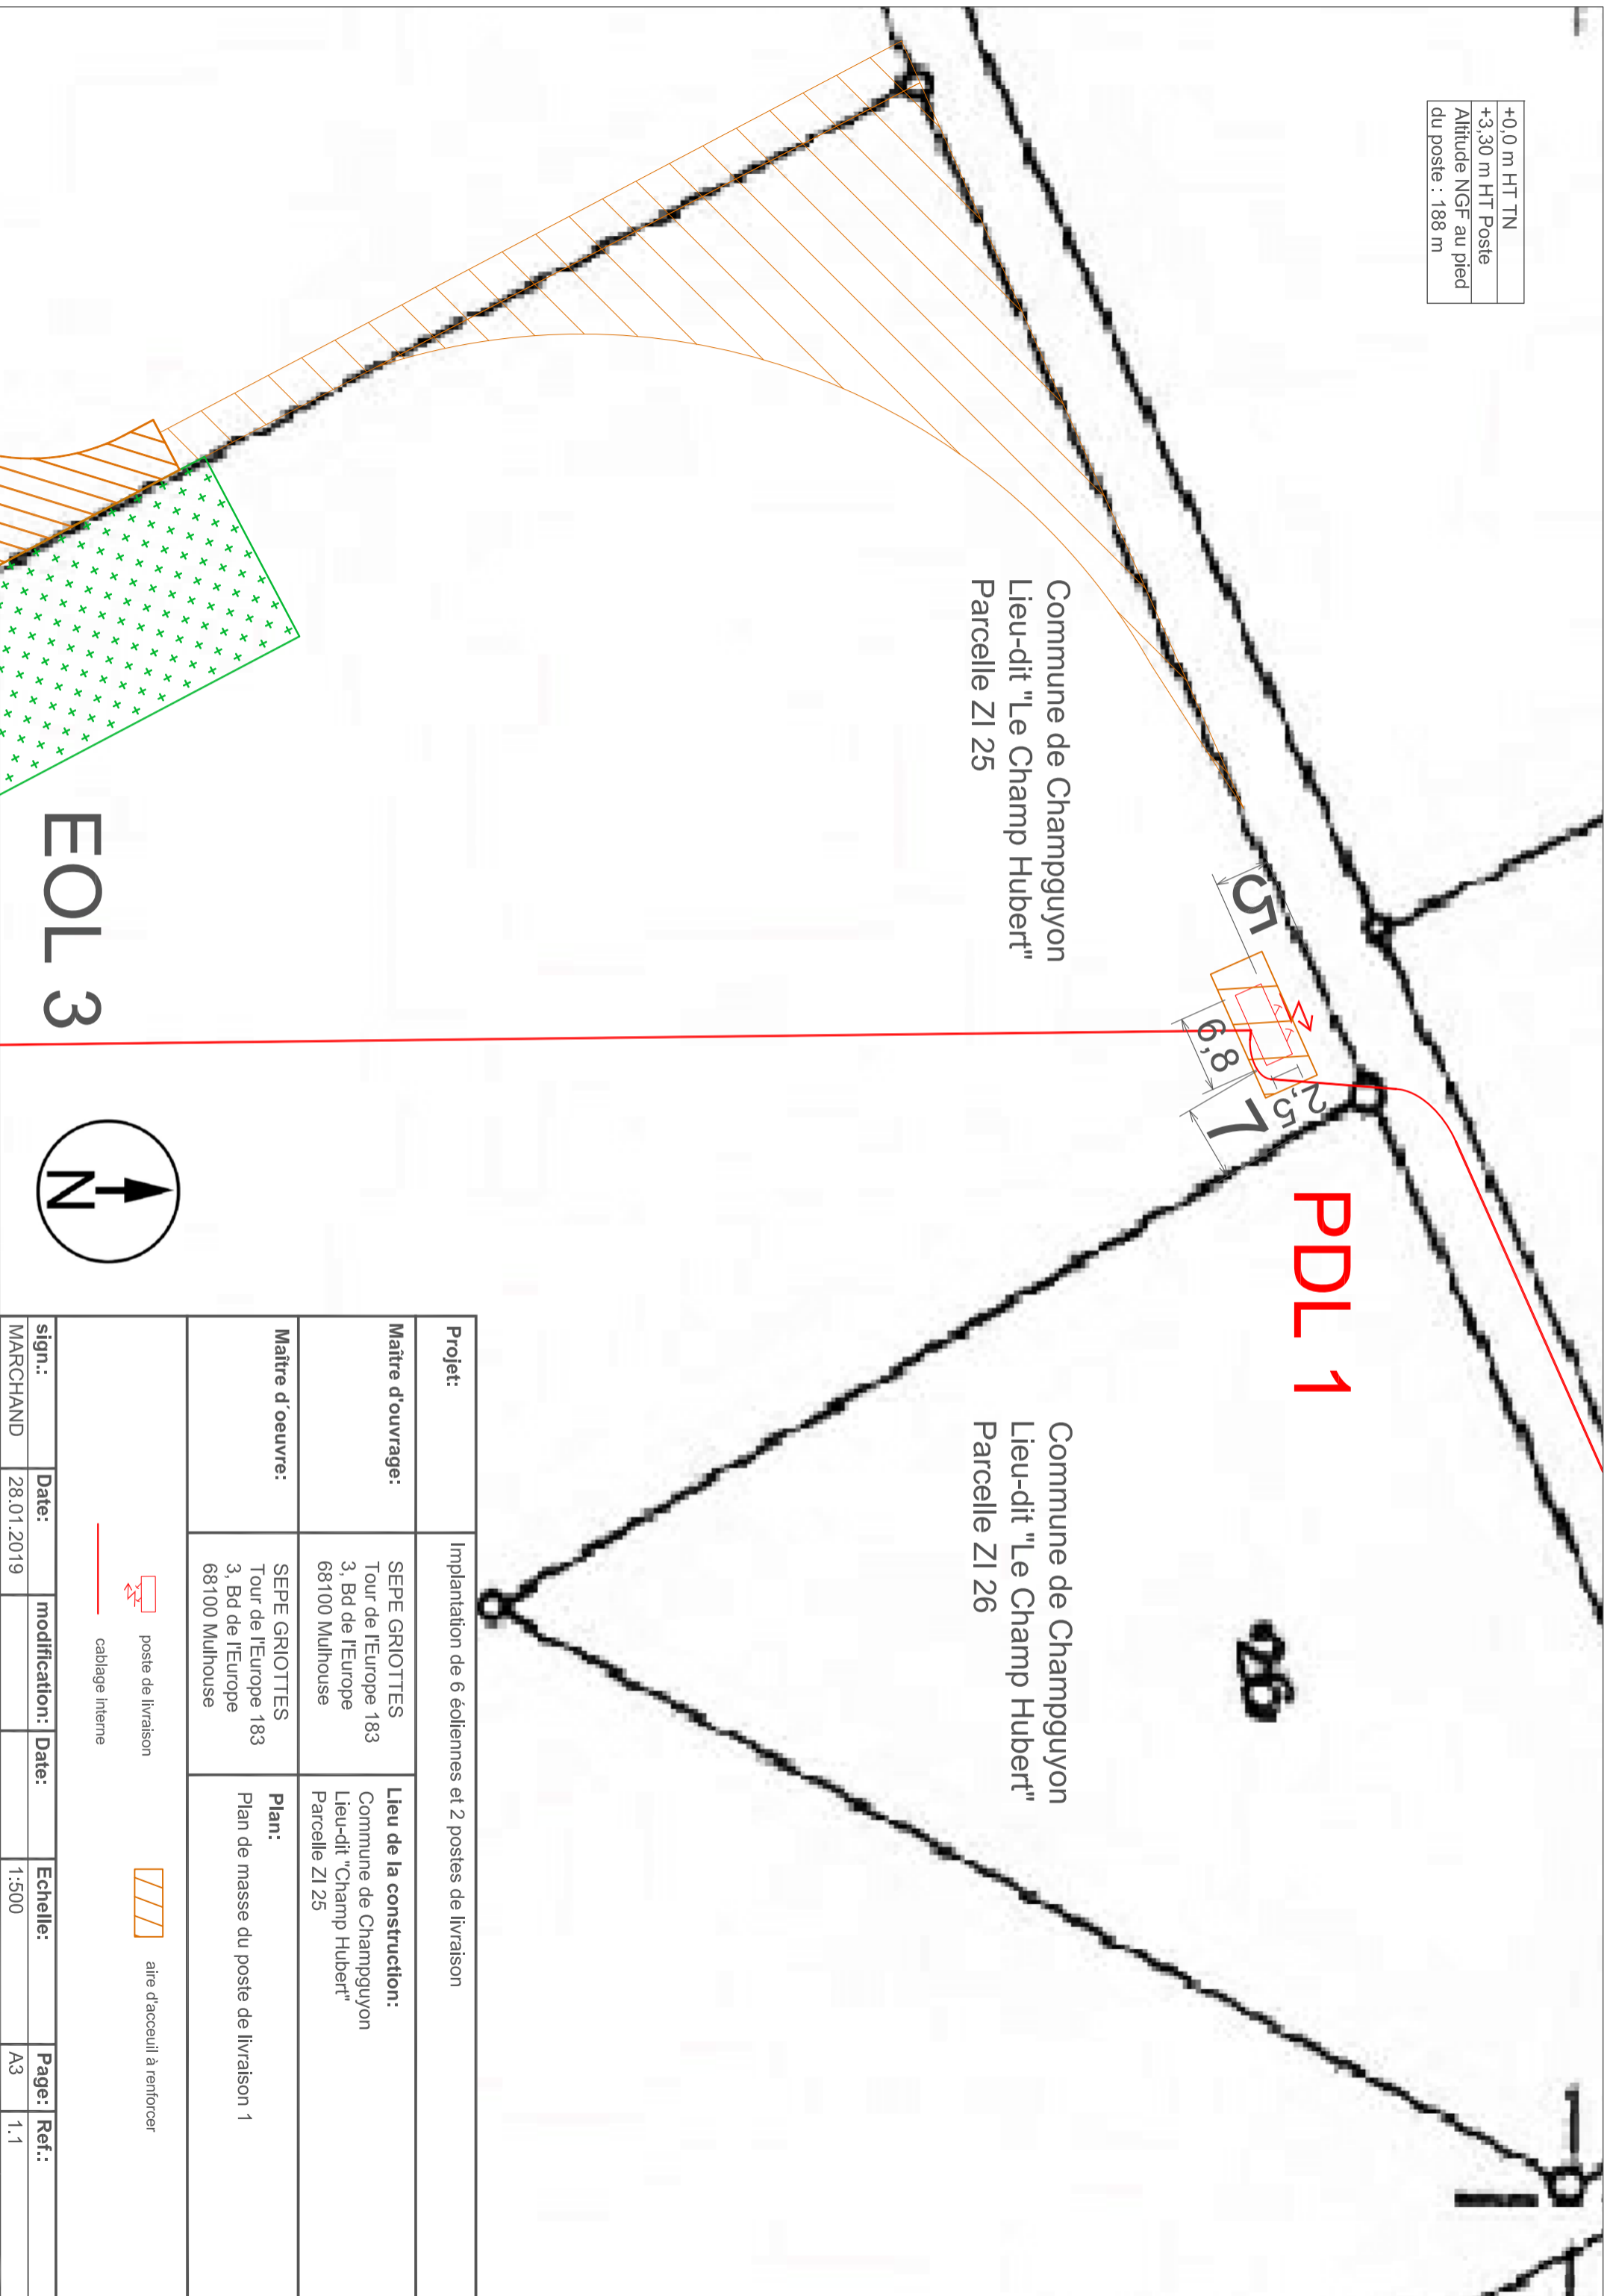 +0,0 m HT TN
+3,30 m HT Poste
Altitude NGF au pied
du poste : 188 m
Commune de Champguyon
Lieu-dit "Le Champ Hubert"
Parcelle ZI 25
5
6,8
2,5
7
PDL 1
Commune de Champguyon
Lieu-dit "Le Champ Hubert"
Parcelle ZI 26
26
EOL 3
N
Projet:
Implantation de 6 éoliennes et 2 postes de livraison
Maître d'ouvrage:
SEPE GRIOTTES
Tour de l'Europe 183
3, Bd de l'Europe
68100 Mulhouse
Lieu de la construction:
Commune de Champguyon
Lieu-dit "Champ Hubert"
Parcelle ZI 25
Maître d´oeuvre:
SEPE GRIOTTES
Tour de l'Europe 183
3, Bd de l'Europe
68100 Mulhouse
Plan:
Plan de masse du poste de livraison 1
poste de livraison
aire d'acceuil à renforcer
cablage interne
sign.: Date: modification: Date: Echelle: Page: Ref.:
MARCHAND 28.01.2019 1:500 A3 1.1